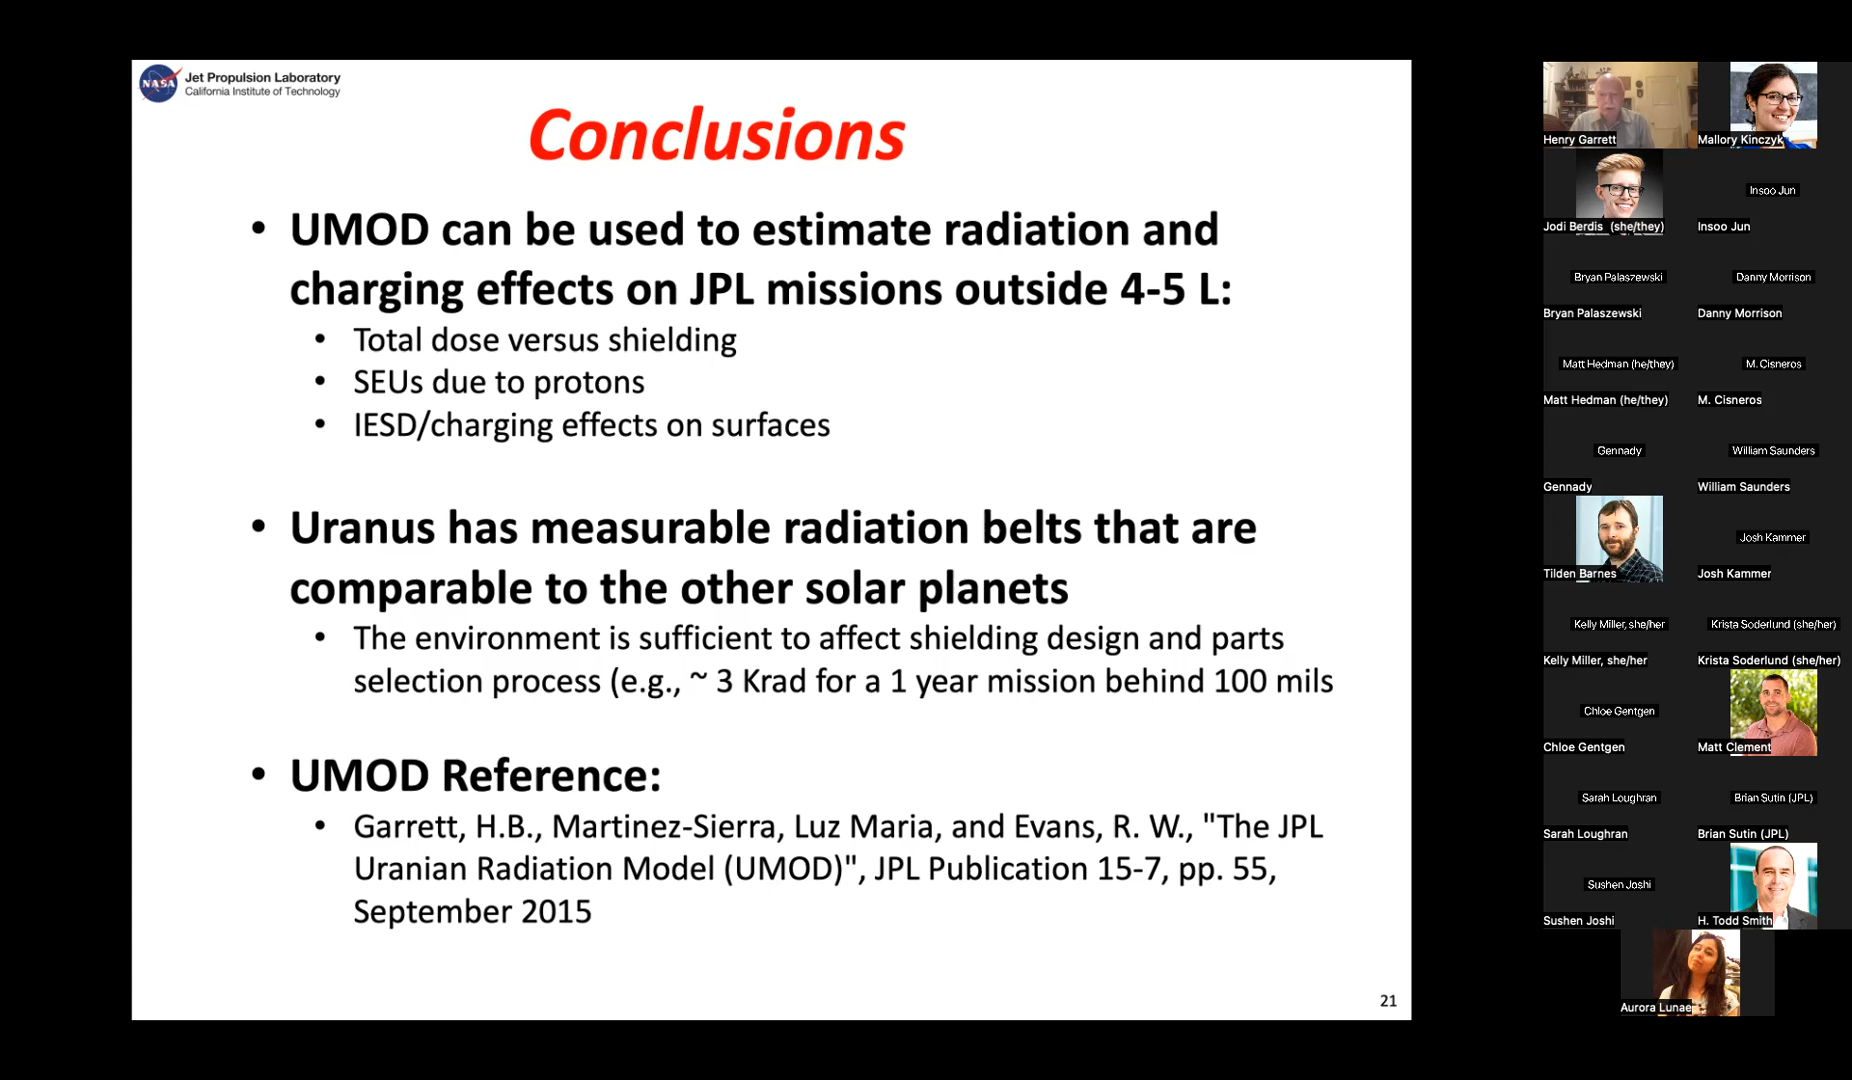 NASA
Jet Propulsion Laboratory
California Institute of Technology
Conclusions
• UMOD can be used to estimate radiation and
charging effects on JPL missions outside 4-5 L:
• Total dose versus shielding
• SEUs due to protons
• IESD/charging effects on surfaces
• Uranus has measurable radiation belts that are
comparable to the other solar planets
• The environment is sufficient to affect shielding design and parts
selection process (e.g., ~ 3 Krad for a 1 year mission behind 100 mils
• UMOD Reference:
• Garrett, H.B., Martinez-Sierra, Luz Maria, and Evans, R. W., "The JPL
Uranian Radiation Model (UMOD)", JPL Publication 15-7, pp. 55,
September 2015
21
Henry Garrett
Mallory Kinczyk
Jodi Berdis (she/they)
Insoo Jun
Insoo Jun
Bryan Palaszewski
Bryan Palaszewski
Danny Morrison
Danny Morrison
Matt Hedman (he/they)
Matt Hedman (he/they)
M. Cisneros
M. Cisneros
Gennady
Gennady
William Saunders
William Saunders
Tilden Barnes
Josh Kammer
Josh Kammer
Kelly Miller, she/her
Kelly Miller, she/her
Krista Soderlund (she/her)
Krista Soderlund (she/her)
Chloe Gentgen
Chloe Gentgen
Matt Clement
Sarah Loughran
Sarah Loughran
Brian Sutin (JPL)
Brian Sutin (JPL)
Sushen Joshi
Sushen Joshi
H. Todd Smith
Aurora Lunae